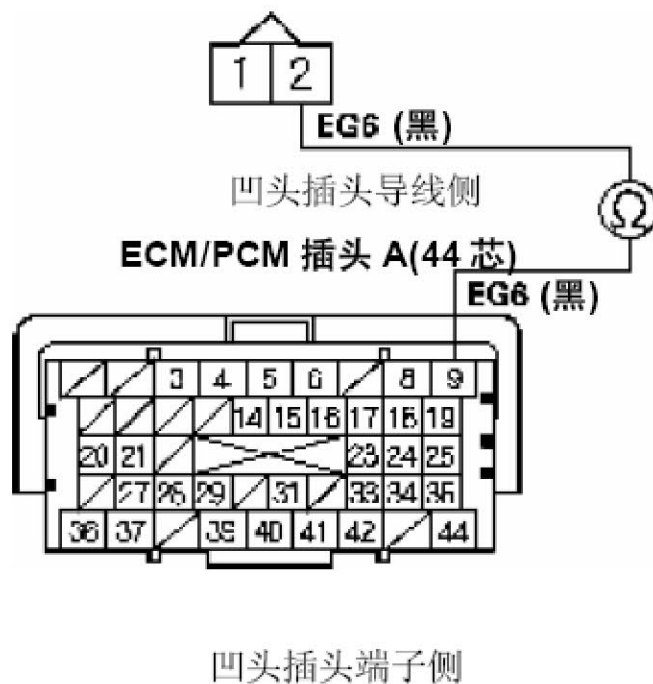 1 2
EG6 (黑)
凹头插头导线侧
Ω
ECM/PCM 插头 A(44 芯)
EG6 (黑)
3 4 5 6 8 9
14 15 16 17 18 19
20 21 23 24 25
27 28 29 31 33 34 35
36 37 39 40 41 42 44
凹头插头端子侧